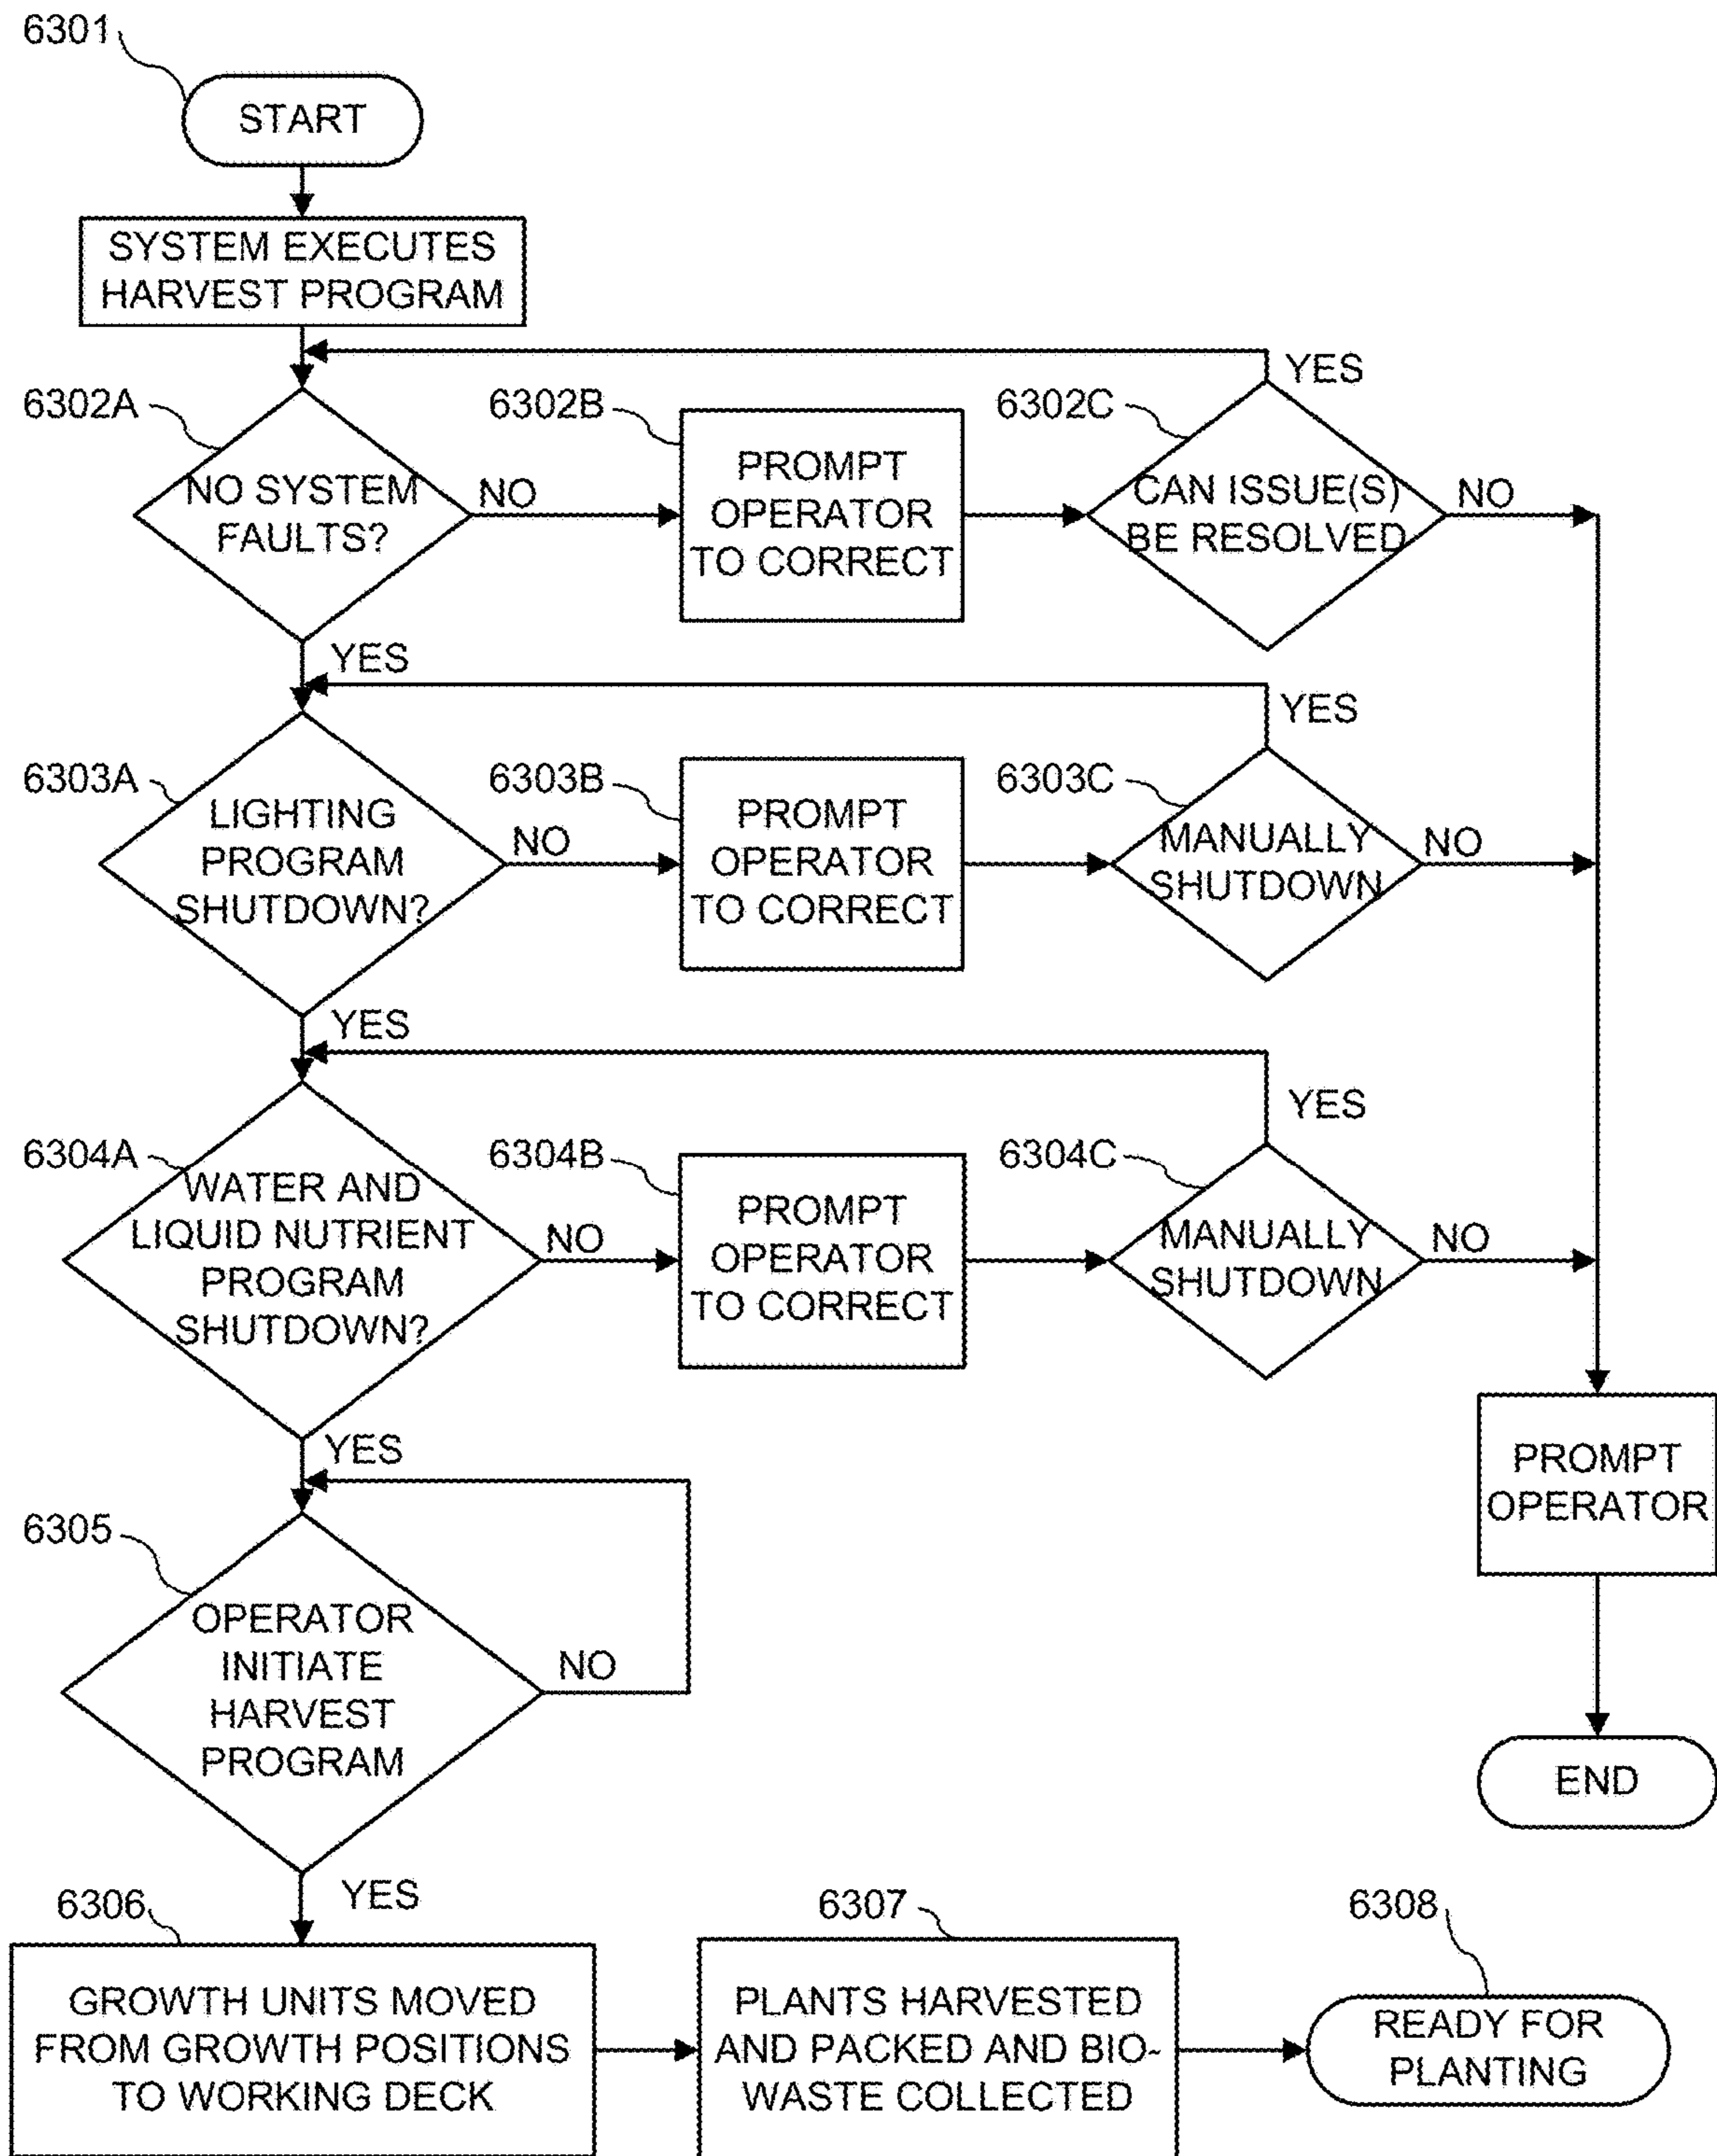 6301
START
SYSTEM EXECUTES
HARVEST PROGRAM
YES
6302A
6302B
6302C
NO SYSTEM
FAULTS?
NO
PROMPT
OPERATOR
TO CORRECT
CAN ISSUE(S)
BE RESOLVED
NO
YES
YES
6303A
6303B
6303C
LIGHTING
PROGRAM
SHUTDOWN?
NO
PROMPT
OPERATOR
TO CORRECT
MANUALLY
SHUTDOWN
NO
YES
YES
6304A
6304B
6304C
WATER AND
LIQUID NUTRIENT
PROGRAM
SHUTDOWN?
NO
PROMPT
OPERATOR
TO CORRECT
MANUALLY
SHUTDOWN
NO
YES
PROMPT
OPERATOR
6305
OPERATOR
INITIATE
HARVEST
PROGRAM
NO
END
YES
6306
6307
6308
GROWTH UNITS MOVED
FROM GROWTH POSITIONS
TO WORKING DECK
PLANTS HARVESTED
AND PACKED AND BIO-
WASTE COLLECTED
READY FOR
PLANTING